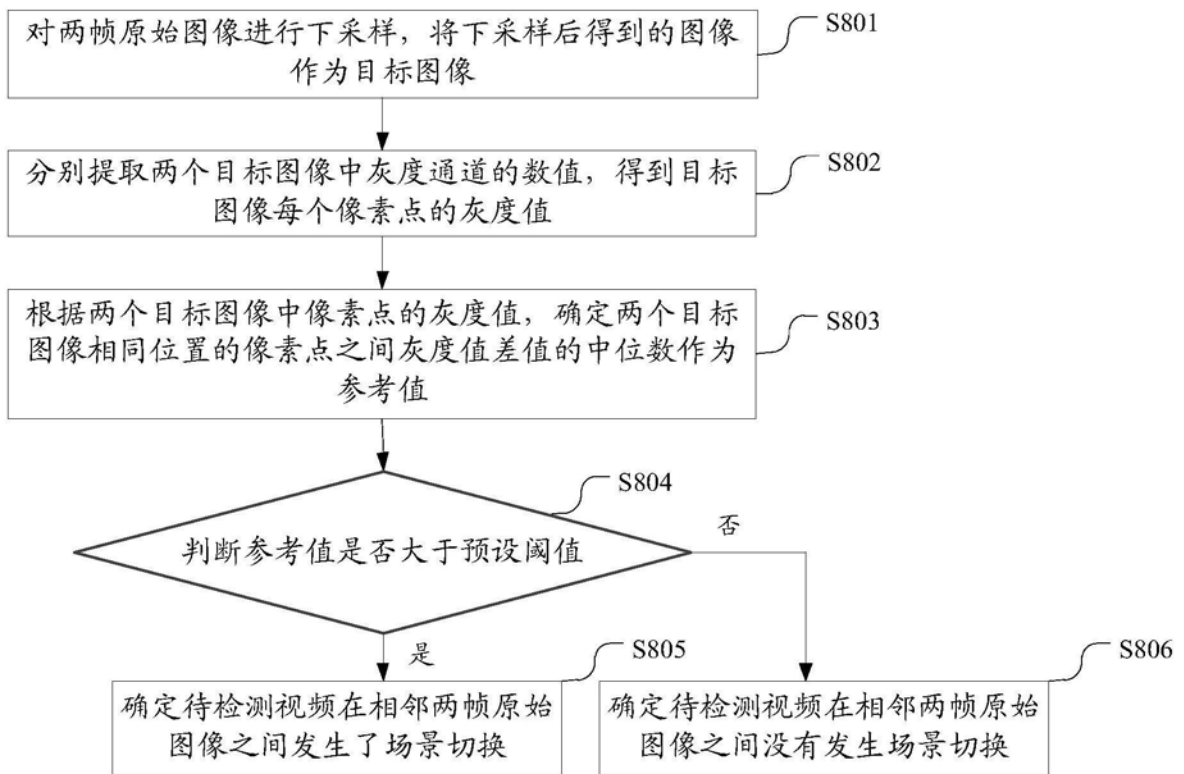 对两帧原始图像进行下采样，将下采样后得到的图像
作为目标图像
S801
分别提取两个目标图像中灰度通道的数值，得到目标
图像每个像素点的灰度值
S802
根据两个目标图像中像素点的灰度值，确定两个目标
图像相同位置的像素点之间灰度值差值的中位数作为
参考值
S803
S804
判断参考值是否大于预设阈值
否
是
S805
确定待检测视频在相邻两帧原始
图像之间发生了场景切换
S806
确定待检测视频在相邻两帧原始
图像之间没有发生场景切换